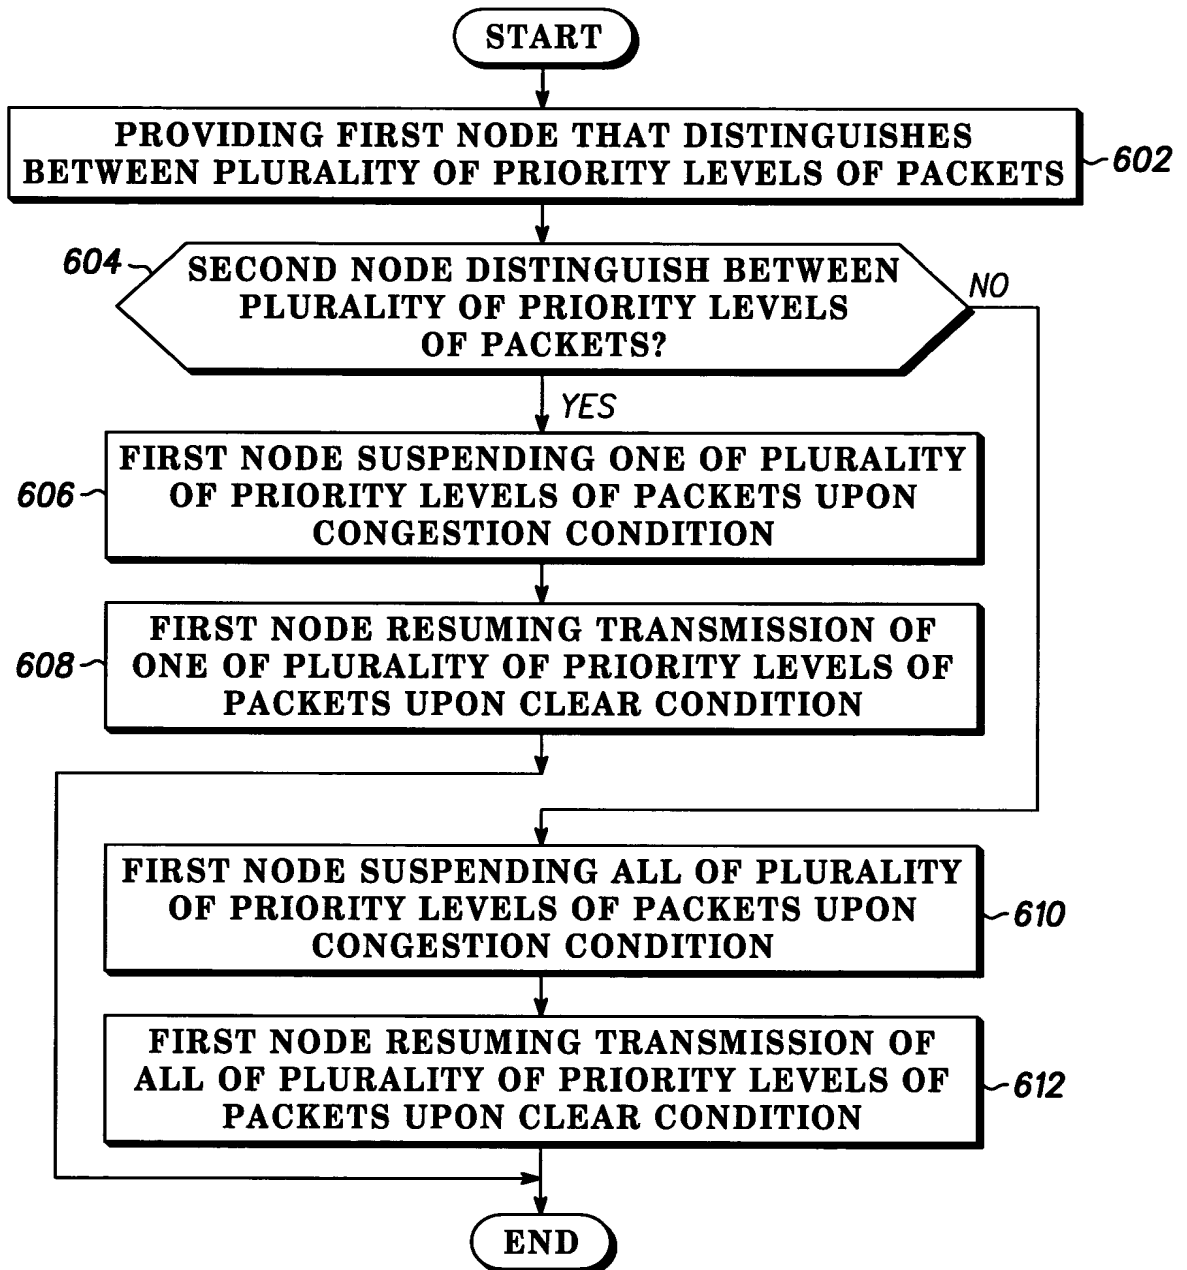 START
PROVIDING FIRST NODE THAT DISTINGUISHES
BETWEEN PLURALITY OF PRIORITY LEVELS OF PACKETS
602
604
SECOND NODE DISTINGUISH BETWEEN
PLURALITY OF PRIORITY LEVELS
OF PACKETS?
NO
YES
606
FIRST NODE SUSPENDING ONE OF PLURALITY
OF PRIORITY LEVELS OF PACKETS UPON
CONGESTION CONDITION
608
FIRST NODE RESUMING TRANSMISSION OF
ONE OF PLURALITY OF PRIORITY LEVELS OF
PACKETS UPON CLEAR CONDITION
FIRST NODE SUSPENDING ALL OF PLURALITY
OF PRIORITY LEVELS OF PACKETS UPON
CONGESTION CONDITION
610
FIRST NODE RESUMING TRANSMISSION OF
ALL OF PLURALITY OF PRIORITY LEVELS OF
PACKETS UPON CLEAR CONDITION
612
END